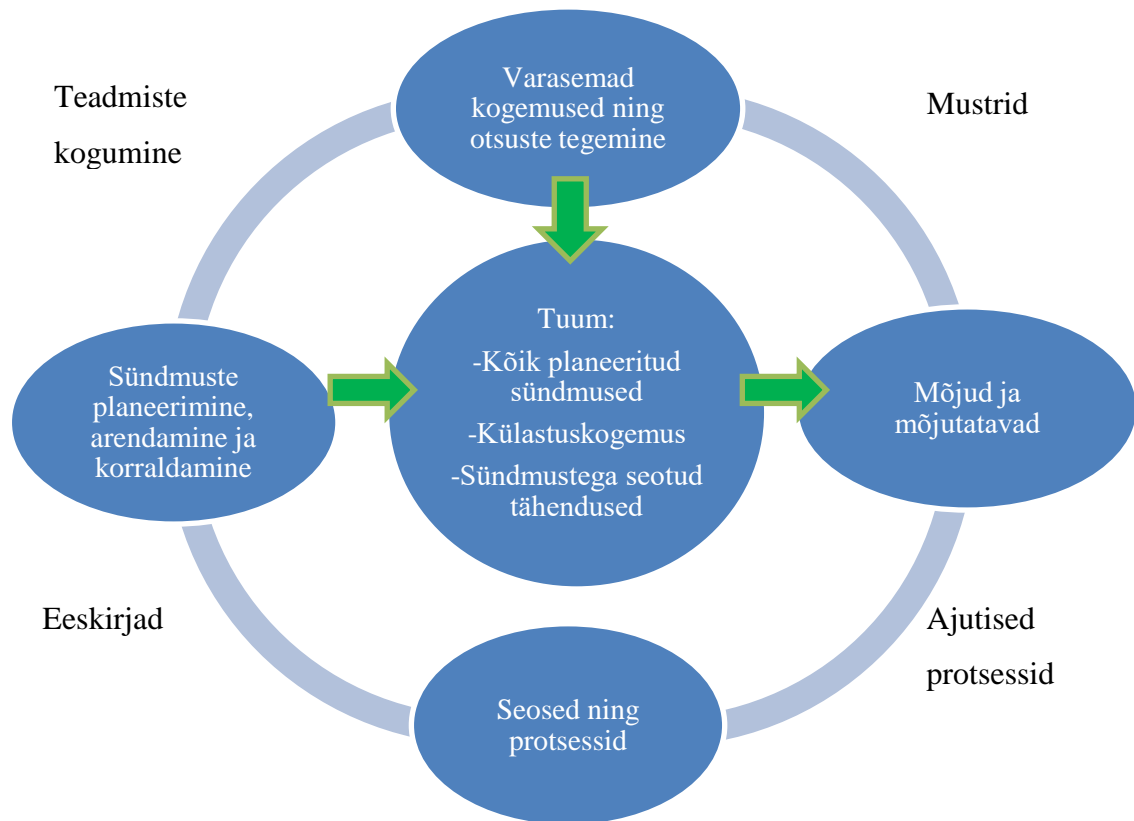 Teadmiste
kogumine
Varasemad
kogemused ning
otsuste tegemine
Mustrid
Sündmuste
planeerimine,
arendamine ja
korraldamine
Tuum:
-Kõik planeeritud
sündmused
-Külastuskogemus
-Sündmustega seotud
tähendused
Mõjud ja
mõjutatavad
Eeskirjad
Seosed ning
protsessid
Ajutised
protsessid